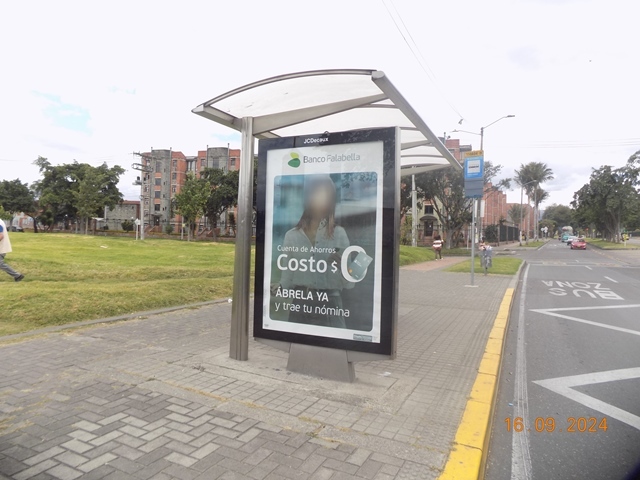 JCDecaux
Banco Falabella
Cuenta de Ahorros
Costo $0
ÁBRELA YA
y trae tu nómina
BUS
ZONA
16.09.2024